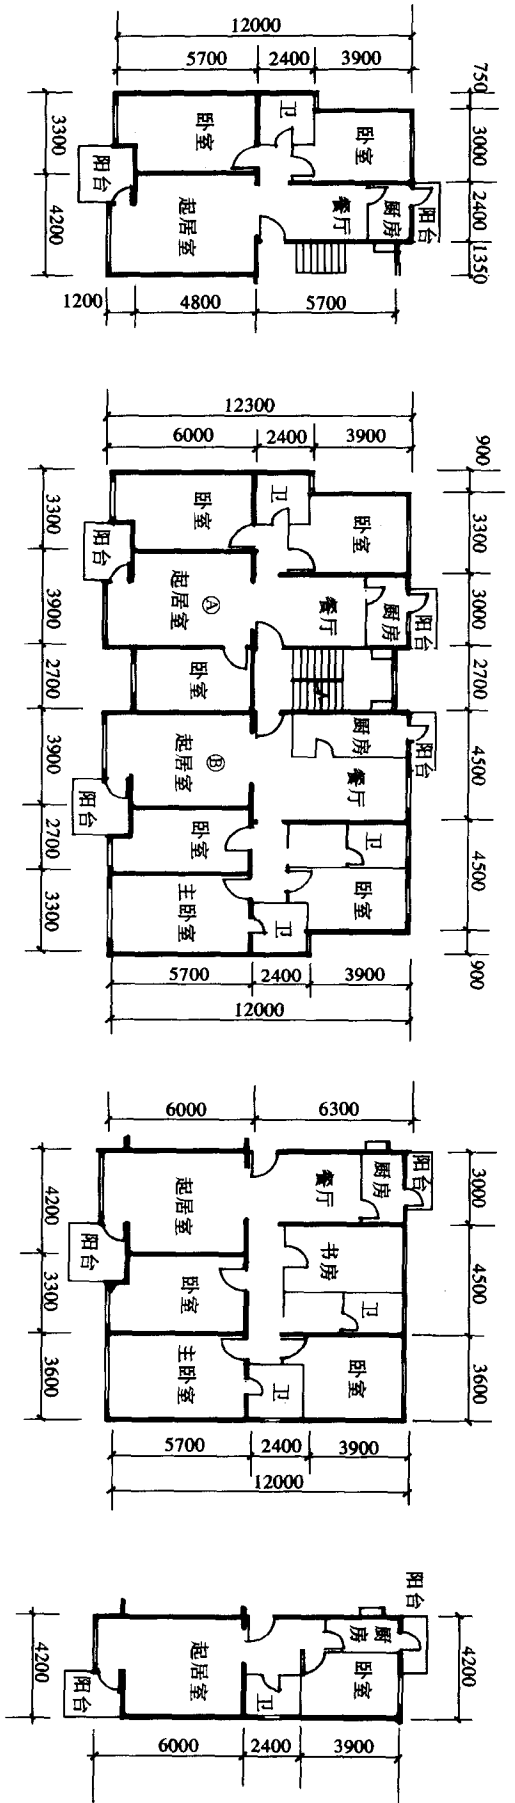 12000
5700 2400 3900
750
3300
3000
卧室
卫
卧室
阳台
4200
起居室
餐厅
厨房
阳台
2400
1350
1200 4800 5700
12300
6000 2400 3900
900
3300
3300
卧室
卫
卧室
阳台
3900
起居室
Ⓐ
餐厅
厨房
阳台
3000
2700
卧室
2700
3900
起居室
Ⓑ
厨房
餐厅
阳台
4500
阳台
2700
卧室
卫
4500
3300
主卧室
卫
卧室
900
5700 2400 3900
12000
6000 6300
4200
起居室
餐厅
厨房
阳台
3000
阳台
书房
4500
3300
卧室
卫
3600
主卧室
卫
卧室
3600
5700 2400 3900
12000
阳台
4200
起居室
厨房
卧室
4200
阳台
卫
6000 2400 3900